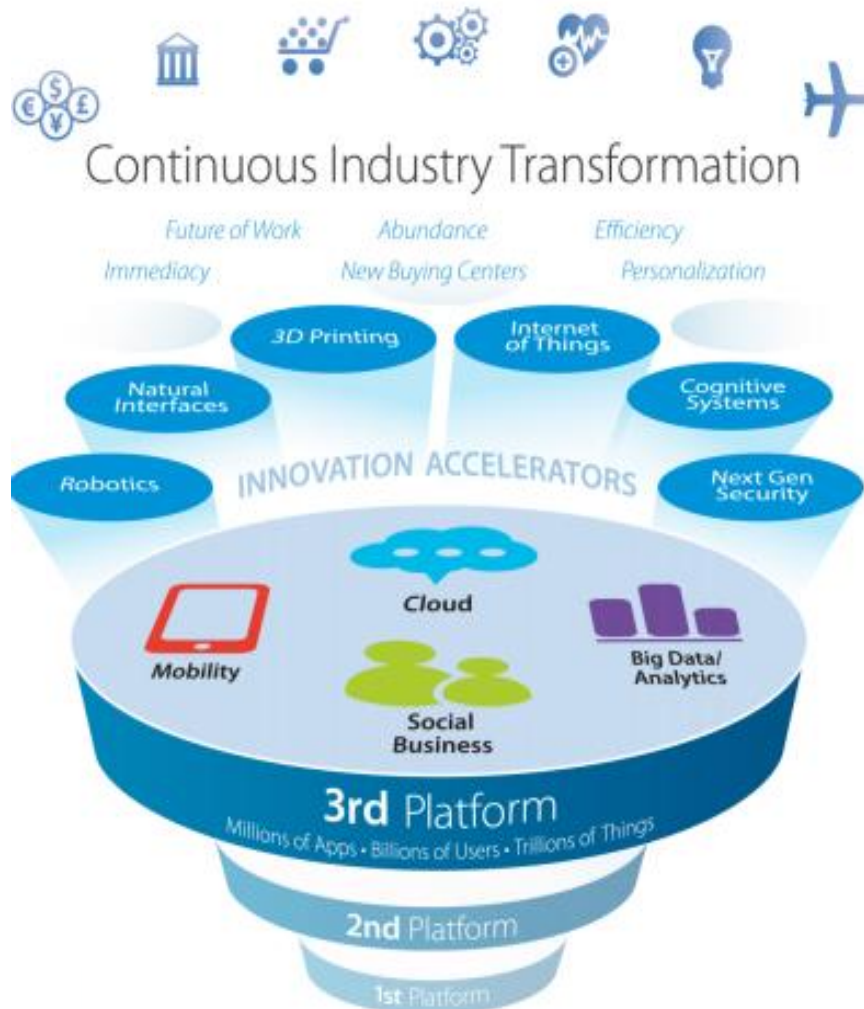 € $ £ ¥
Continuous Industry Transformation
Future of Work Abundance Efficiency
Immediacy New Buying Centers Personalization
3D Printing
Internet
of Things
Natural
Interfaces
Cognitive
Systems
INNOVATION ACCELERATORS
Robotics
Next Gen
Security
Cloud
Mobility
Big Data/
Analytics
Social
Business
3rd Platform
Millions of Apps • Billions of Users • Trillions of Things
2nd Platform
1st Platform